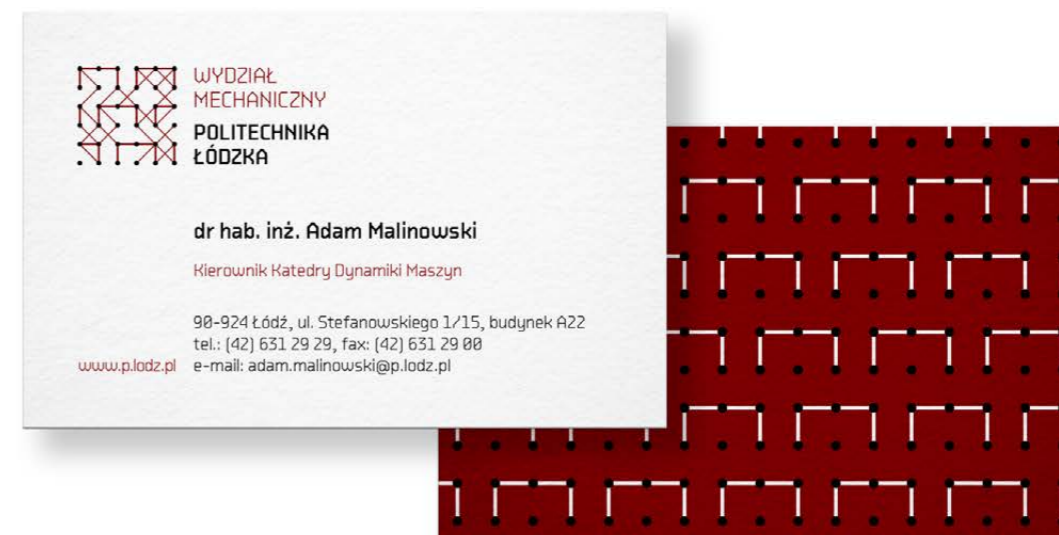 WYDZIAŁ
MECHANICZNY
POLITECHNIKA
ŁÓDZKA
dr hab. inż. Adam Malinowski
Kierownik Katedry Dynamiki Maszyn
90-924 Łódź, ul. Stefanowskiego 1/15, budynek A22
tel.: (42) 631 29 29, fax: (42) 631 29 00
www.p.lodz.pl e-mail: adam.malinowski@p.lodz.pl